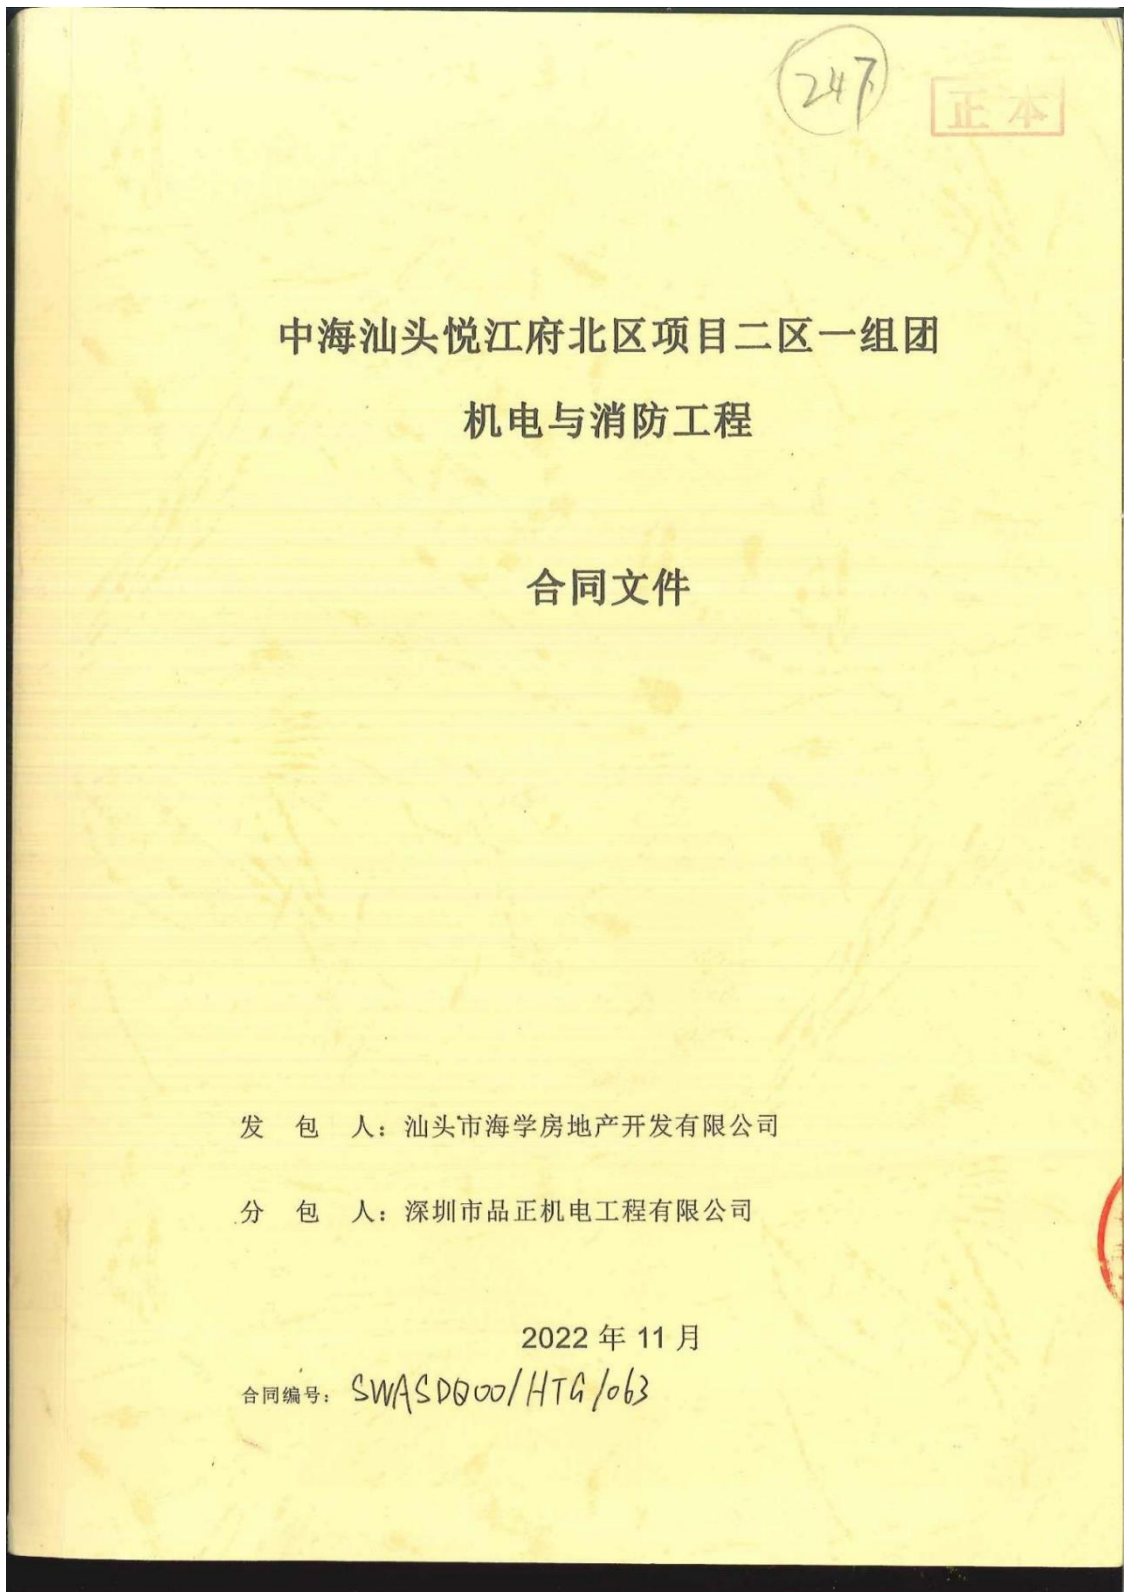 正本
中海汕头悦江府北区项目二区一组团
机电与消防工程
合同文件
发 包 人：汕头市海学房地产开发有限公司
分 包 人：深圳市品正机电工程有限公司
2022 年 11 月
合同编号：SWASDQ00/HTG/063